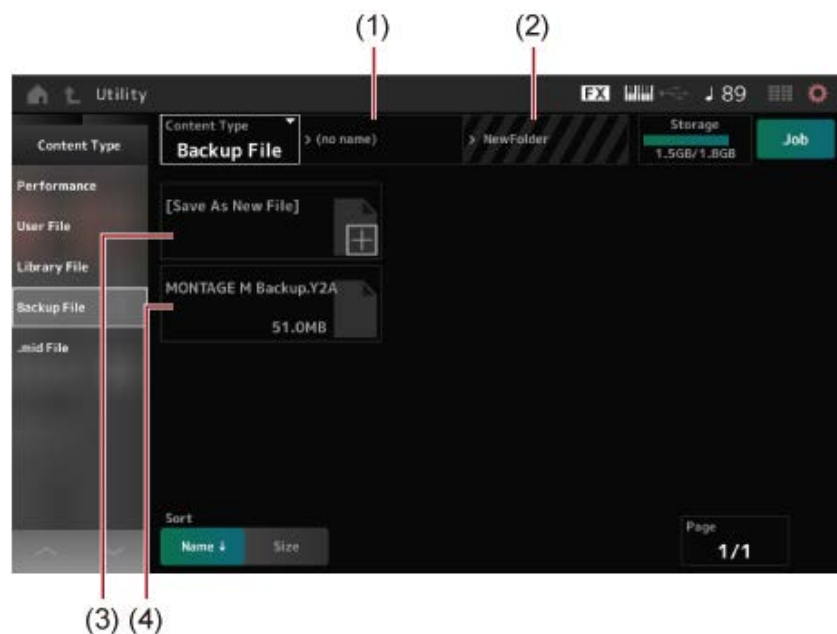 (1) (2)
Utility
FX
♩ 89
Content Type
Content Type
Backup File
> (no name)
> NewFolder
Storage
1.5GB/1.8GB
Job
Performance
User File
Library File
Backup File
.mid File
[Save As New File]
MONTAGE M Backup.Y2A
51.0MB
Sort
Name ↓ Size
Page
1/1
(3) (4)